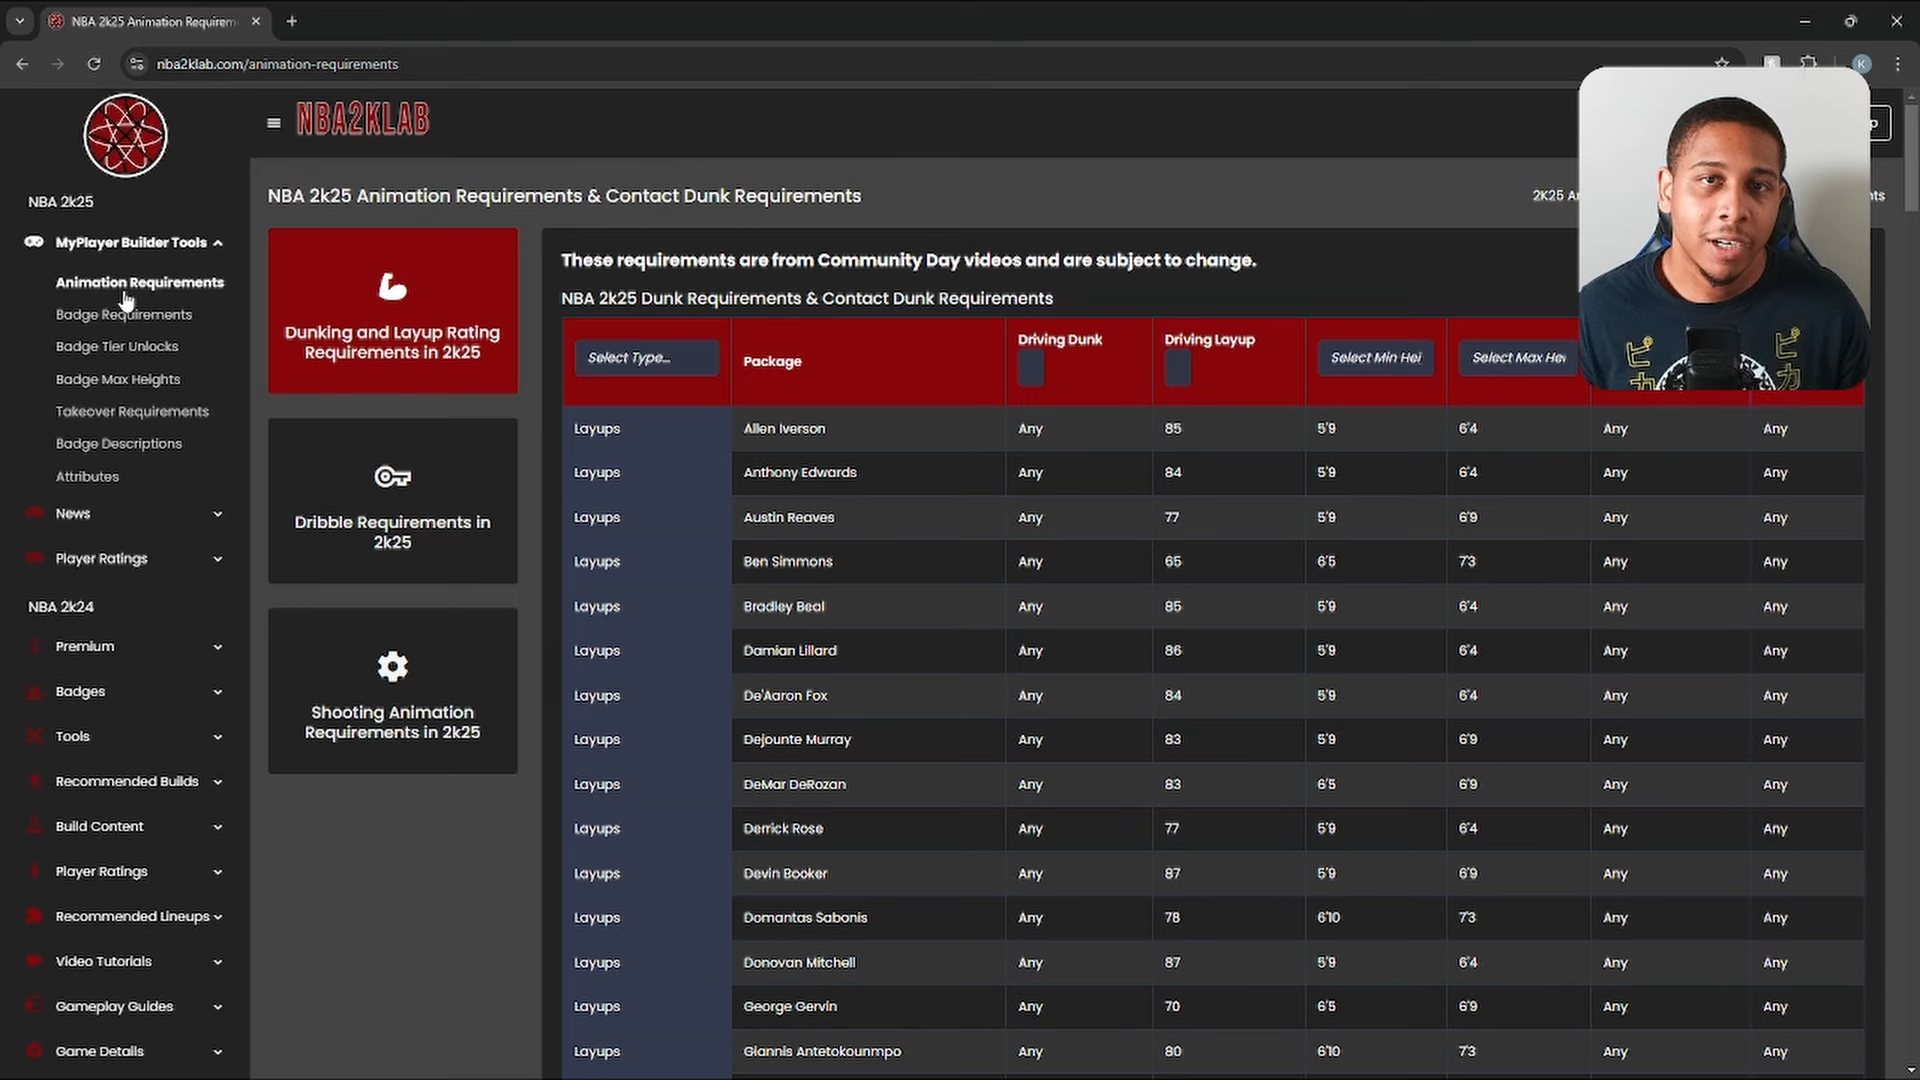 NBA 2k25 Animation Requirem
nba2klab.com/animation-requirements
K
NBA2KLAB
NBA 2k25
MyPlayer Builder Tools
Animation Requirements
Badge Requirements
Badge Tier Unlocks
Badge Max Heights
Takeover Requirements
Badge Descriptions
Attributes
News
Player Ratings
NBA 2k24
Premium
Badges
Tools
Recommended Builds
Build Content
Player Ratings
Recommended Lineups
Video Tutorials
Gameplay Guides
Game Details
NBA 2k25 Animation Requirements & Contact Dunk Requirements
2K25 A
ts
Dunking and Layup Rating
Requirements in 2k25
Dribble Requirements in
2k25
Shooting Animation
Requirements in 2k25
These requirements are from Community Day videos and are subject to change.
NBA 2k25 Dunk Requirements & Contact Dunk Requirements
Select Type... Package Driving Dunk Driving Layup Select Min Hei Select Max Hei
Layups Allen Iverson Any 85 5'9 6'4 Any Any
Layups Anthony Edwards Any 84 5'9 6'4 Any Any
Layups Austin Reaves Any 77 5'9 6'9 Any Any
Layups Ben Simmons Any 65 6'5 7'3 Any Any
Layups Bradley Beal Any 85 5'9 6'4 Any Any
Layups Damian Lillard Any 86 5'9 6'4 Any Any
Layups De'Aaron Fox Any 84 5'9 6'4 Any Any
Layups Dejounte Murray Any 83 5'9 6'9 Any Any
Layups DeMar DeRozan Any 83 6'5 6'9 Any Any
Layups Derrick Rose Any 77 5'9 6'4 Any Any
Layups Devin Booker Any 87 5'9 6'9 Any Any
Layups Domantas Sabonis Any 78 6'10 7'3 Any Any
Layups Donovan Mitchell Any 87 5'9 6'4 Any Any
Layups George Gervin Any 70 6'5 6'9 Any Any
Layups Giannis Antetokounmpo Any 80 6'10 7'3 Any Any
ピカ
ピカ